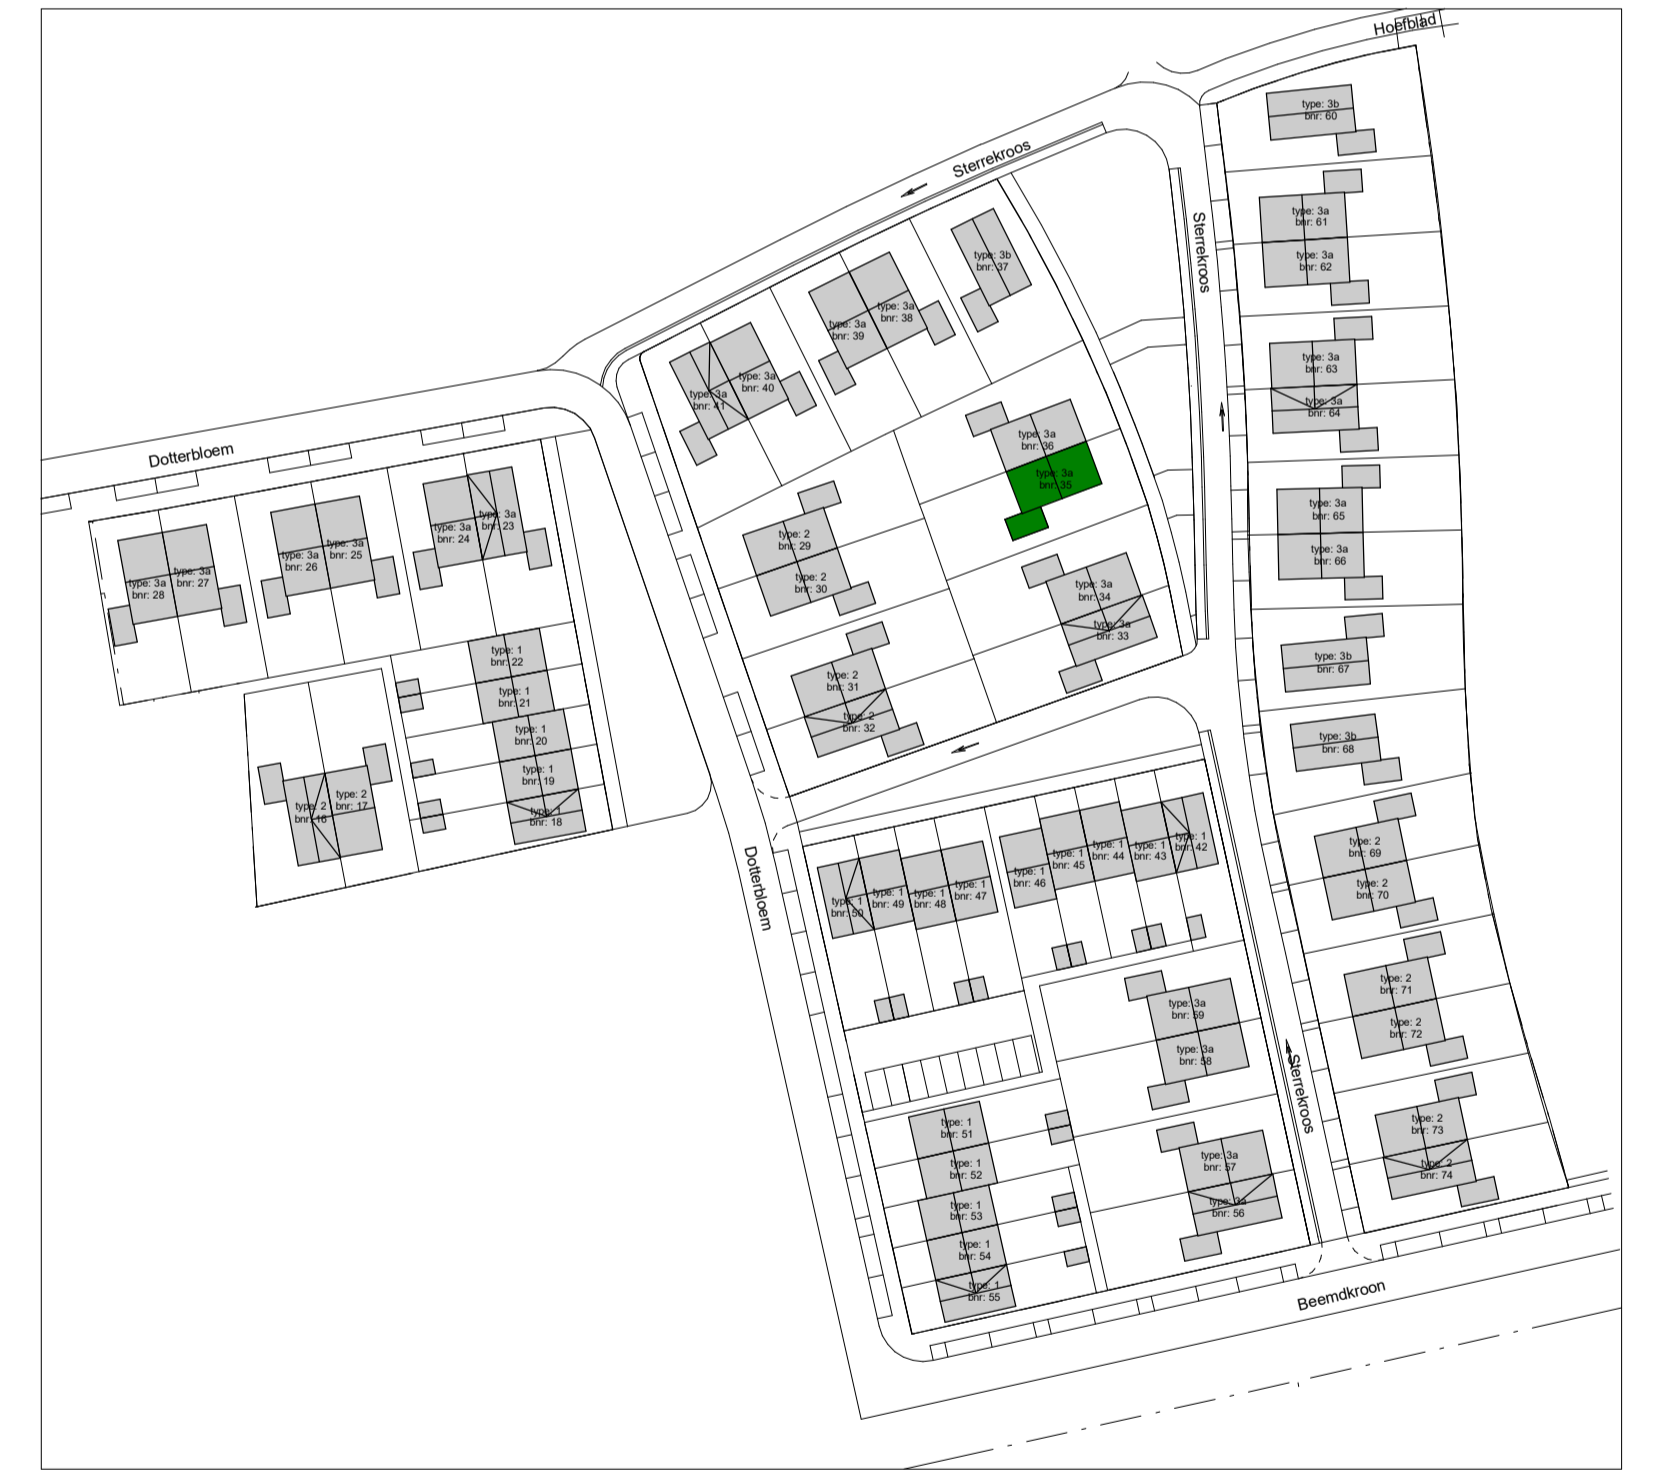 Hoefblad
Sterrekroos
Sterrekroos
Dotterbloem
type: 3b
bnr: 60
type: 3a
bnr: 61
type: 3a
bnr: 62
type: 3a
bnr: 63
type: 3a
bnr: 64
type: 3a
bnr: 65
type: 3a
bnr: 66
type: 3b
bnr: 67
type: 3b
bnr: 68
type: 2
bnr: 69
type: 2
bnr: 70
type: 2
bnr: 71
type: 2
bnr: 72
type: 2
bnr: 73
type: 2
bnr: 74
type: 3b
bnr: 37
type: 3a
bnr: 38
type: 3a
bnr: 39
type: 3a
bnr: 40
type: 3a
bnr: 41
type: 3a
bnr: 36
type: 3a
bnr: 35
type: 3a
bnr: 34
type: 3a
bnr: 33
type: 2
bnr: 29
type: 2
bnr: 30
type: 2
bnr: 31
type: 2
bnr: 32
type: 3a
bnr: 23
type: 3a
bnr: 24
type: 3a
bnr: 25
type: 3a
bnr: 26
type: 3a
bnr: 27
type: 3a
bnr: 28
type: 1
bnr: 22
type: 1
bnr: 21
type: 1
bnr: 20
type: 1
bnr: 19
type: 1
bnr: 18
type: 2
bnr: 17
type: 2
bnr: 16
Dotterbloem
type: 1
bnr: 42
type: 1
bnr: 43
type: 1
bnr: 44
type: 1
bnr: 45
type: 1
bnr: 46
type: 1
bnr: 47
type: 1
bnr: 48
type: 1
bnr: 49
type: 1
bnr: 50
type: 3a
bnr: 59
type: 3a
bnr: 58
type: 3a
bnr: 57
type: 3a
bnr: 56
type: 1
bnr: 51
type: 1
bnr: 52
type: 1
bnr: 53
type: 1
bnr: 54
type: 1
bnr: 55
Sterrekroos
Beemdkroon